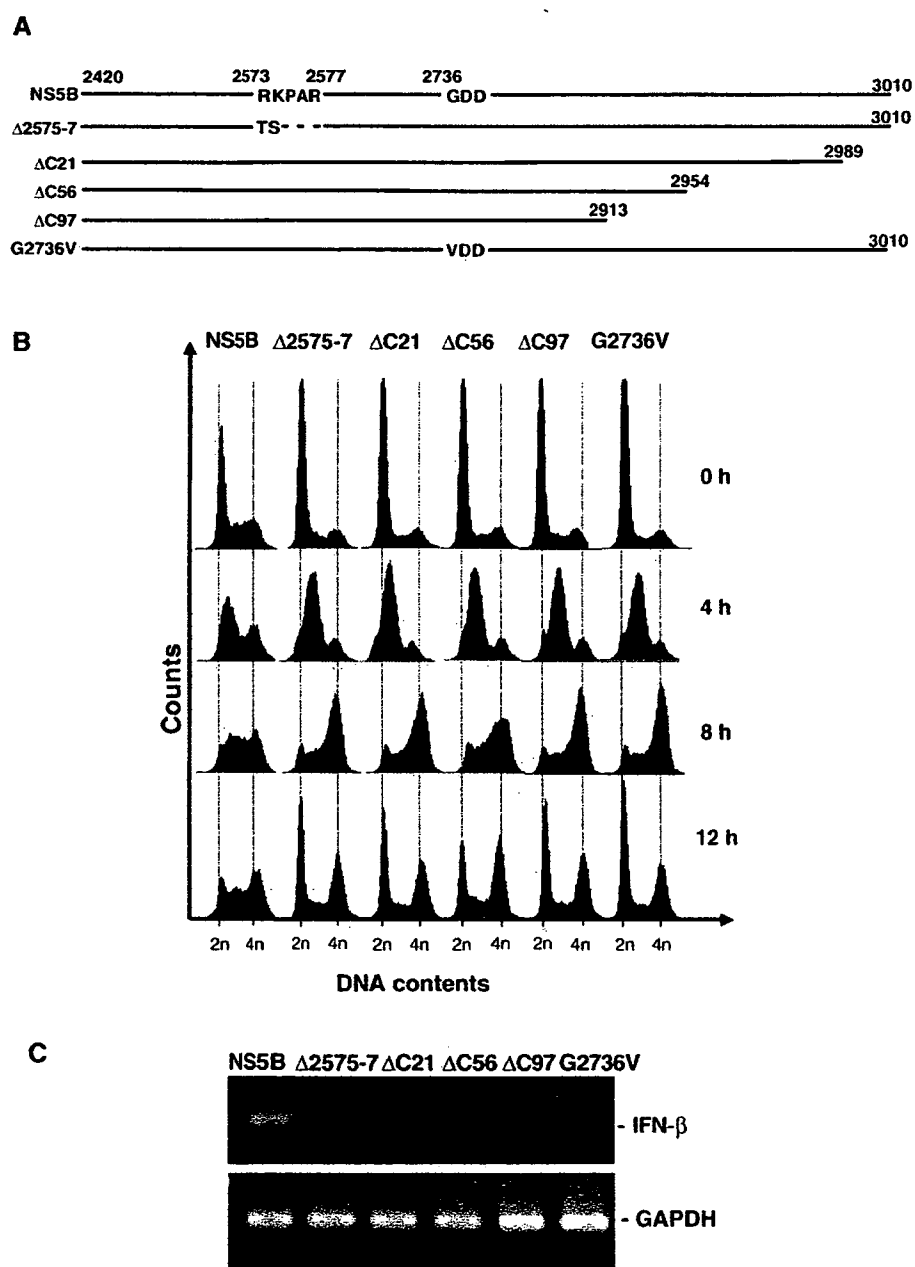 A
2420 2573 2577 2736 3010
NS5B RKPAR GDD
Δ2575-7 TS 3010
ΔC21 2989
ΔC56 2954
ΔC97 2913
G2736V VDD 3010
B
NS5B Δ2575-7 ΔC21 ΔC56 ΔC97 G2736V
0 h
4 h
8 h
12 h
Counts
2n 4n 2n 4n 2n 4n 2n 4n 2n 4n 2n 4n
DNA contents
C
NS5B Δ2575-7 ΔC21 ΔC56 ΔC97 G2736V
- IFN-β
- GAPDH